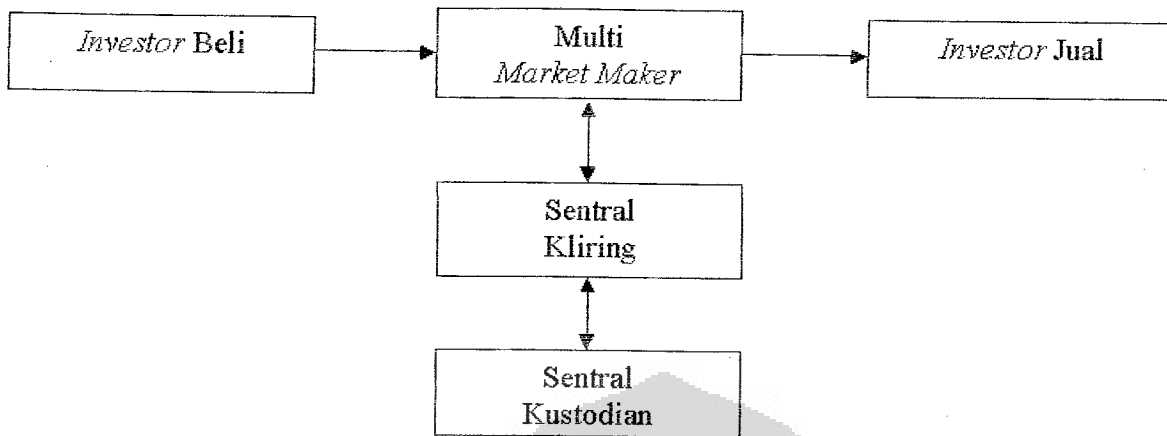 Investor Beli
Multi
Market Maker
Investor Jual
Sentral
Kliring
Sentral
Kustodian